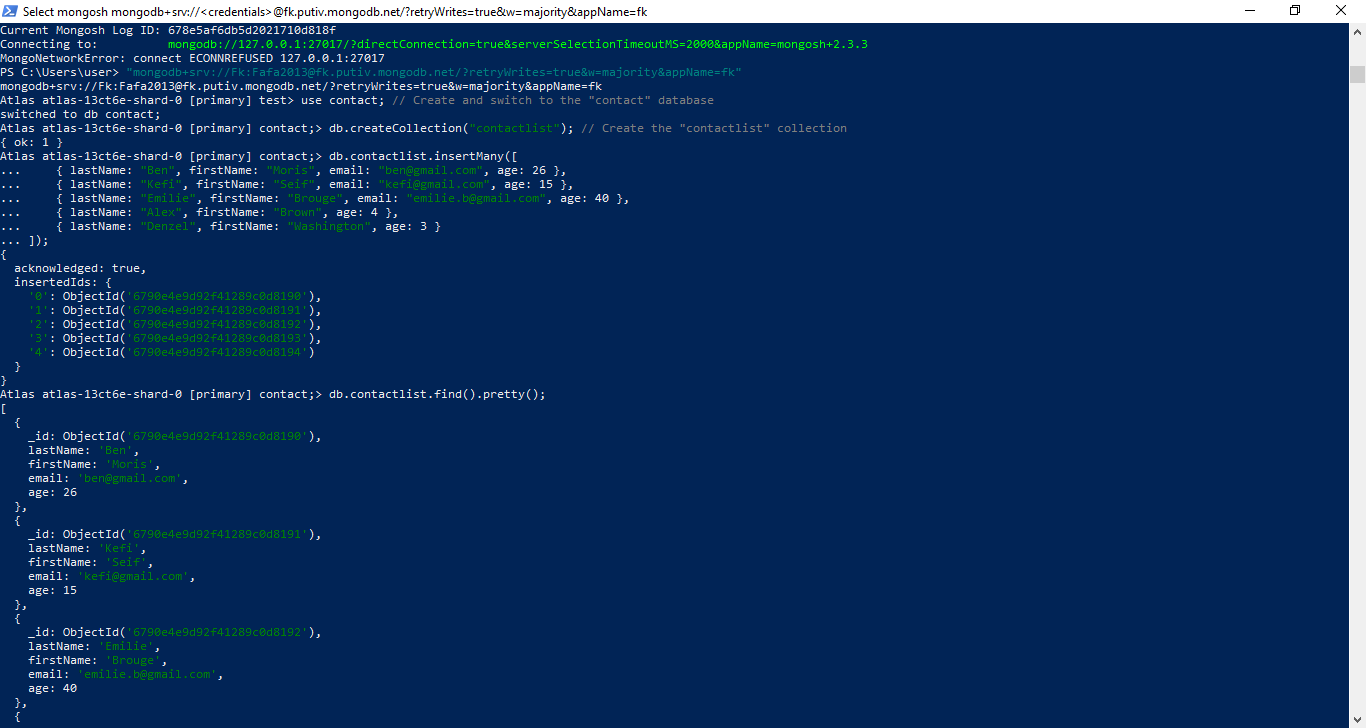 Select mongosh mongodb+srv://<credentials>@fk.putiv.mongodb.net/?retryWrites=true&w=majority&appName=fk
Current Mongosh Log ID: 678e5af6db5d2021710d818f
Connecting to:          mongodb://127.0.0.1:27017/?directConnection=true&serverSelectionTimeoutMS=2000&appName=mongosh+2.3.3
MongoNetworkError: connect ECONNREFUSED 127.0.0.1:27017
PS C:\Users\user> "mongodb+srv://Fk:Fafa2013@fk.putiv.mongodb.net/?retryWrites=true&w=majority&appName=fk"
mongodb+srv://Fk:Fafa2013@fk.putiv.mongodb.net/?retryWrites=true&w=majority&appName=fk
Atlas atlas-13ct6e-shard-0 [primary] test> use contact; // Create and switch to the "contact" database
switched to db contact;
Atlas atlas-13ct6e-shard-0 [primary] contact;> db.createCollection("contactlist"); // Create the "contactlist" collection
{ ok: 1 }
Atlas atlas-13ct6e-shard-0 [primary] contact;> db.contactlist.insertMany([
...     { lastName: "Ben", firstName: "Moris", email: "ben@gmail.com", age: 26 },
...     { lastName: "Kefi", firstName: "Seif", email: "kefi@gmail.com", age: 15 },
...     { lastName: "Emilie", firstName: "Brouge", email: "emilie.b@gmail.com", age: 40 },
...     { lastName: "Alex", firstName: "Brown", age: 4 },
...     { lastName: "Denzel", firstName: "Washington", age: 3 }
... ]);
{
  acknowledged: true,
  insertedIds: {
    '0': ObjectId('6790e4e9d92f41289c0d8190'),
    '1': ObjectId('6790e4e9d92f41289c0d8191'),
    '2': ObjectId('6790e4e9d92f41289c0d8192'),
    '3': ObjectId('6790e4e9d92f41289c0d8193'),
    '4': ObjectId('6790e4e9d92f41289c0d8194')
  }
}
Atlas atlas-13ct6e-shard-0 [primary] contact;> db.contactlist.find().pretty();
[
  {
    _id: ObjectId('6790e4e9d92f41289c0d8190'),
    lastName: 'Ben',
    firstName: 'Moris',
    email: 'ben@gmail.com',
    age: 26
  },
  {
    _id: ObjectId('6790e4e9d92f41289c0d8191'),
    lastName: 'Kefi',
    firstName: 'Seif',
    email: 'kefi@gmail.com',
    age: 15
  },
  {
    _id: ObjectId('6790e4e9d92f41289c0d8192'),
    lastName: 'Emilie',
    firstName: 'Brouge',
    email: 'emilie.b@gmail.com',
    age: 40
  },
  {